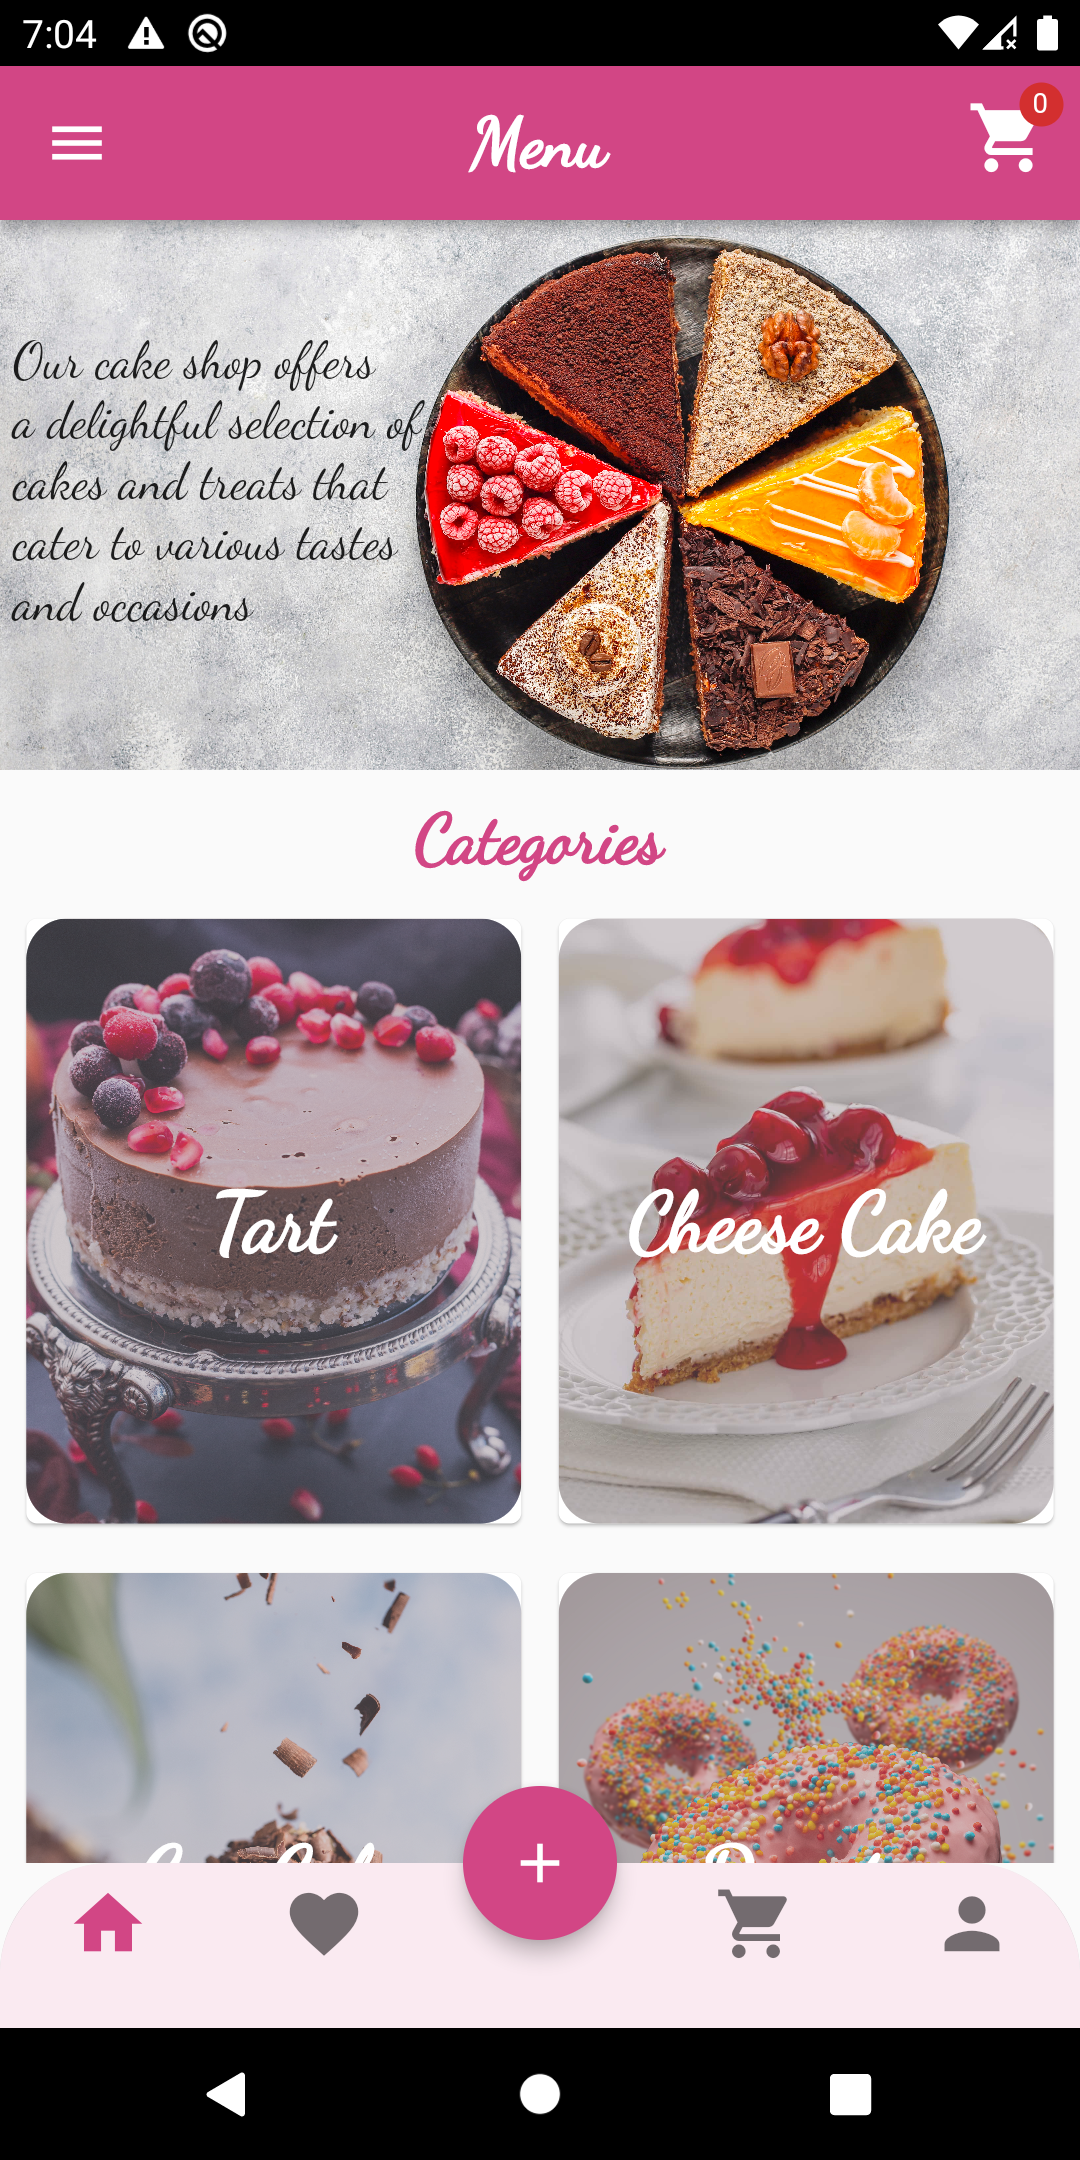 7:04
Menu
0
Our cake shop offers
a delightful selection of
cakes and treats that
cater to various tastes
and occasions
Categories
Tart
Cheese Cake